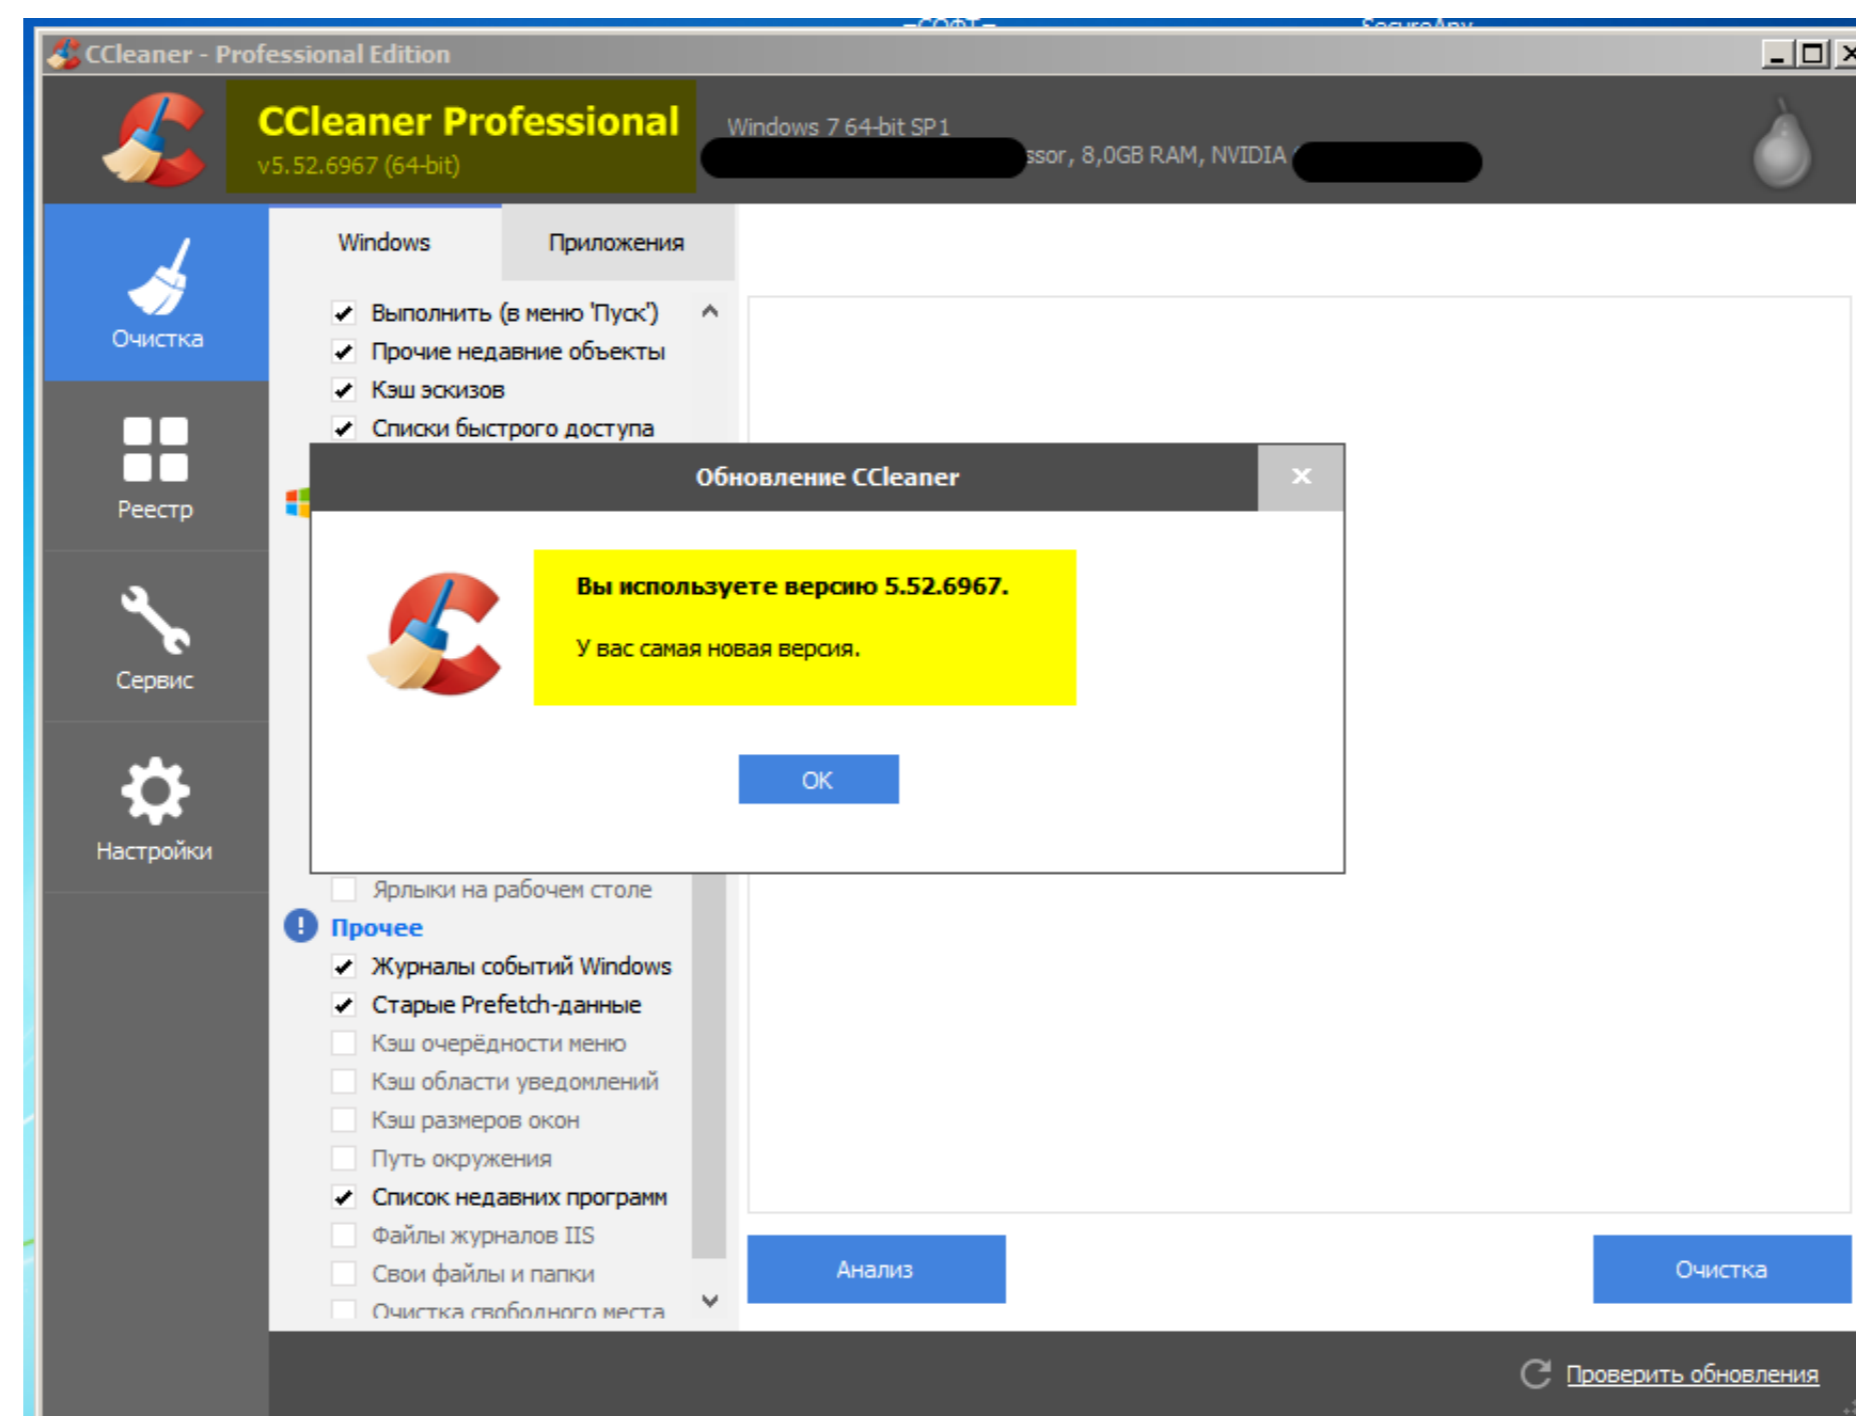 CCleaner - Professional Edition
CCleaner Professional
v5.52.6967 (64-bit)
Windows 7 64-bit SP1
ssor, 8,0GB RAM, NVIDIA
Windows
Приложения
Очистка
Реестр
Сервис
Настройки
Выполнить (в меню 'Пуск')
Прочие недавние объекты
Кэш эскизов
Списки быстрого доступа
Обновление CCleaner
Вы используете версию 5.52.6967.
У вас самая новая версия.
OK
Ярлыки на рабочем столе
Прочее
Журналы событий Windows
Старые Prefetch-данные
Кэш очерёдности меню
Кэш области уведомлений
Кэш размеров окон
Путь окружения
Список недавних программ
Файлы журналов IIS
Свои файлы и папки
Очистка свободного места
Анализ
Очистка
Проверить обновления